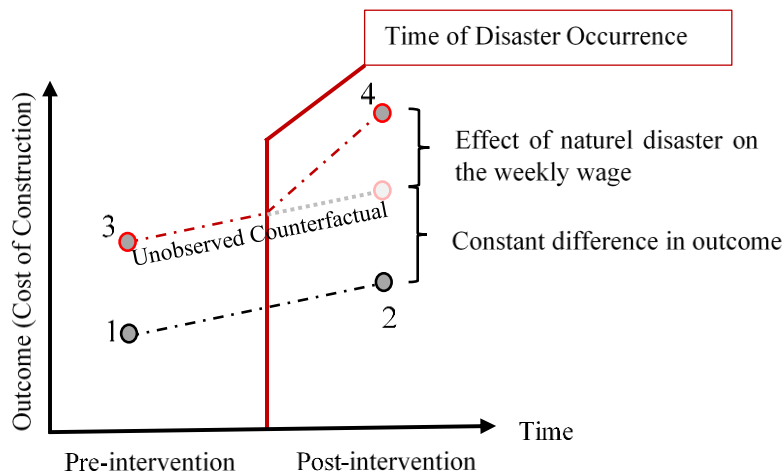 Time of Disaster Occurrence
4
Effect of naturel disaster on
the weekly wage
3
Unobserved Counterfactual
Constant difference in outcome
1
2
Outcome (Cost of Construction)
Time
Pre-intervention
Post-intervention